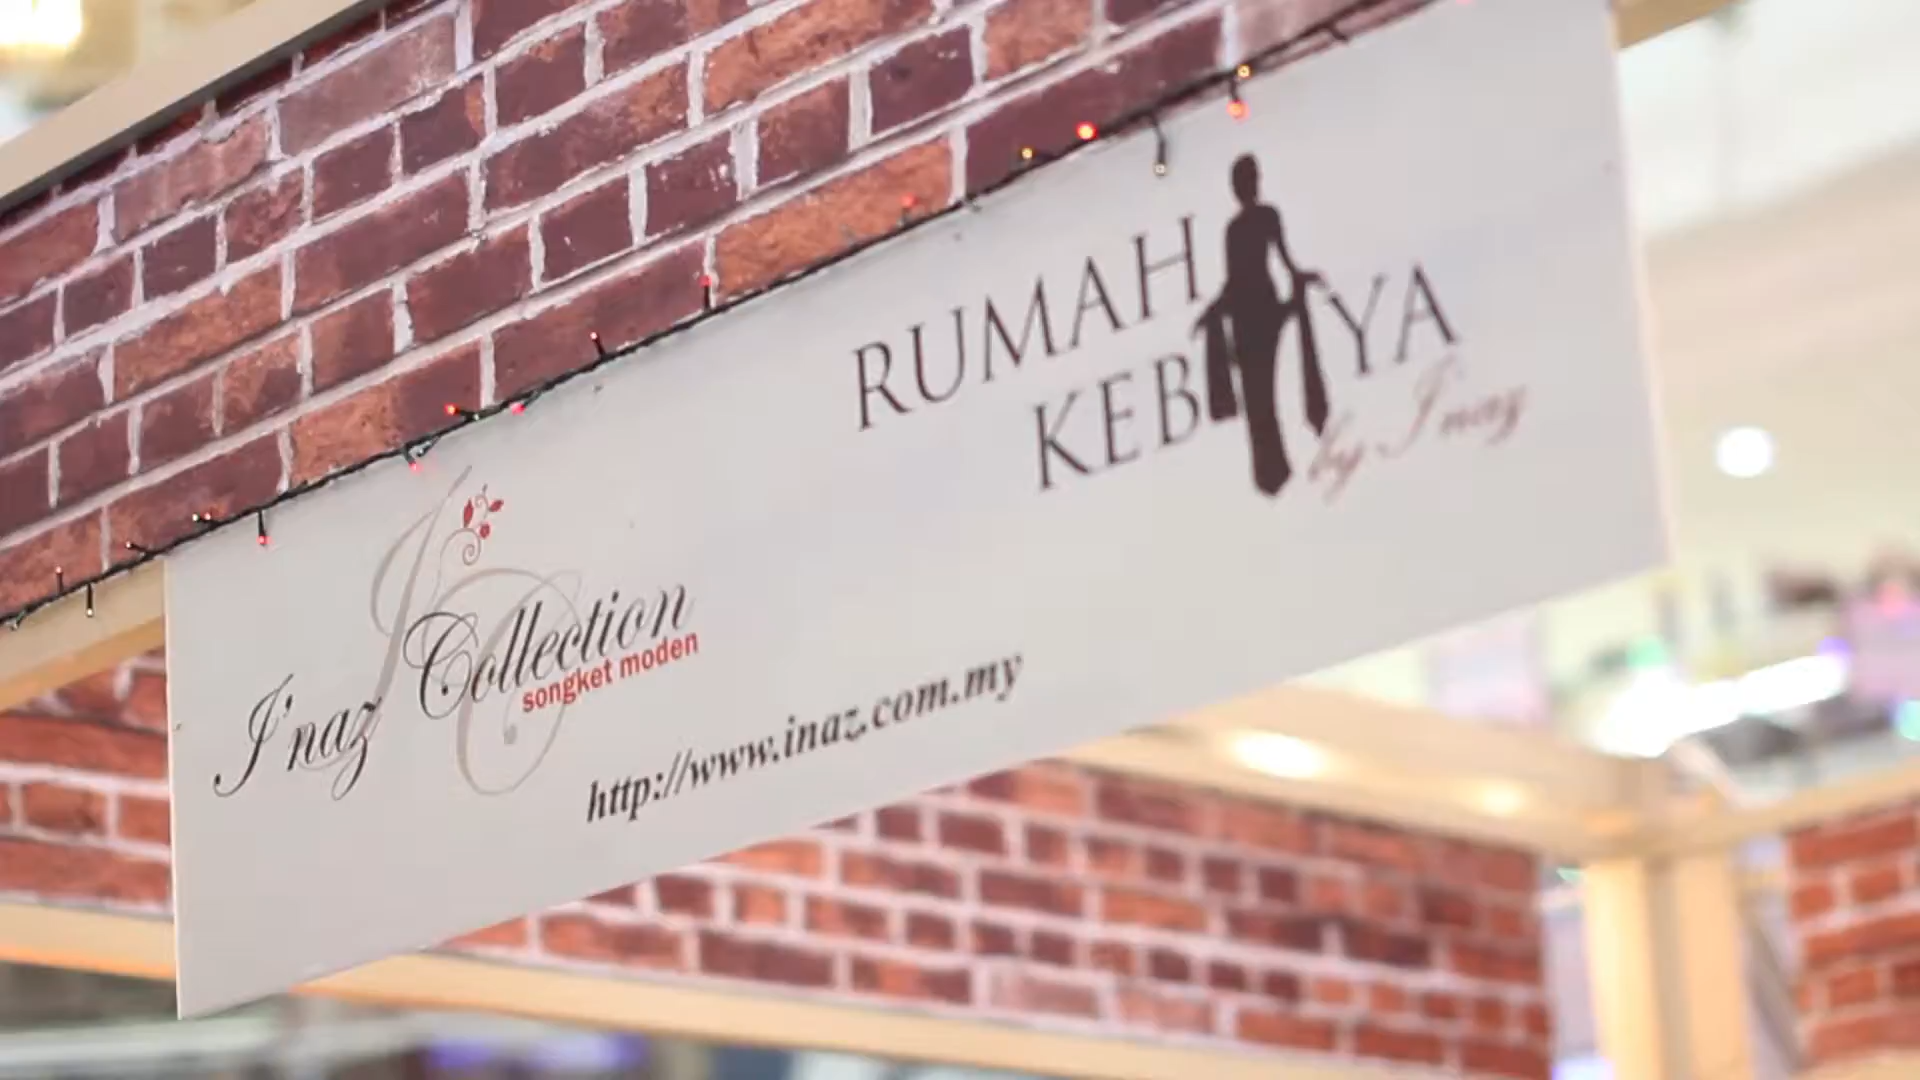 I'naz Collection
songket moden
RUMAH
KEBAYA
by I'naz
http://www.inaz.com.my